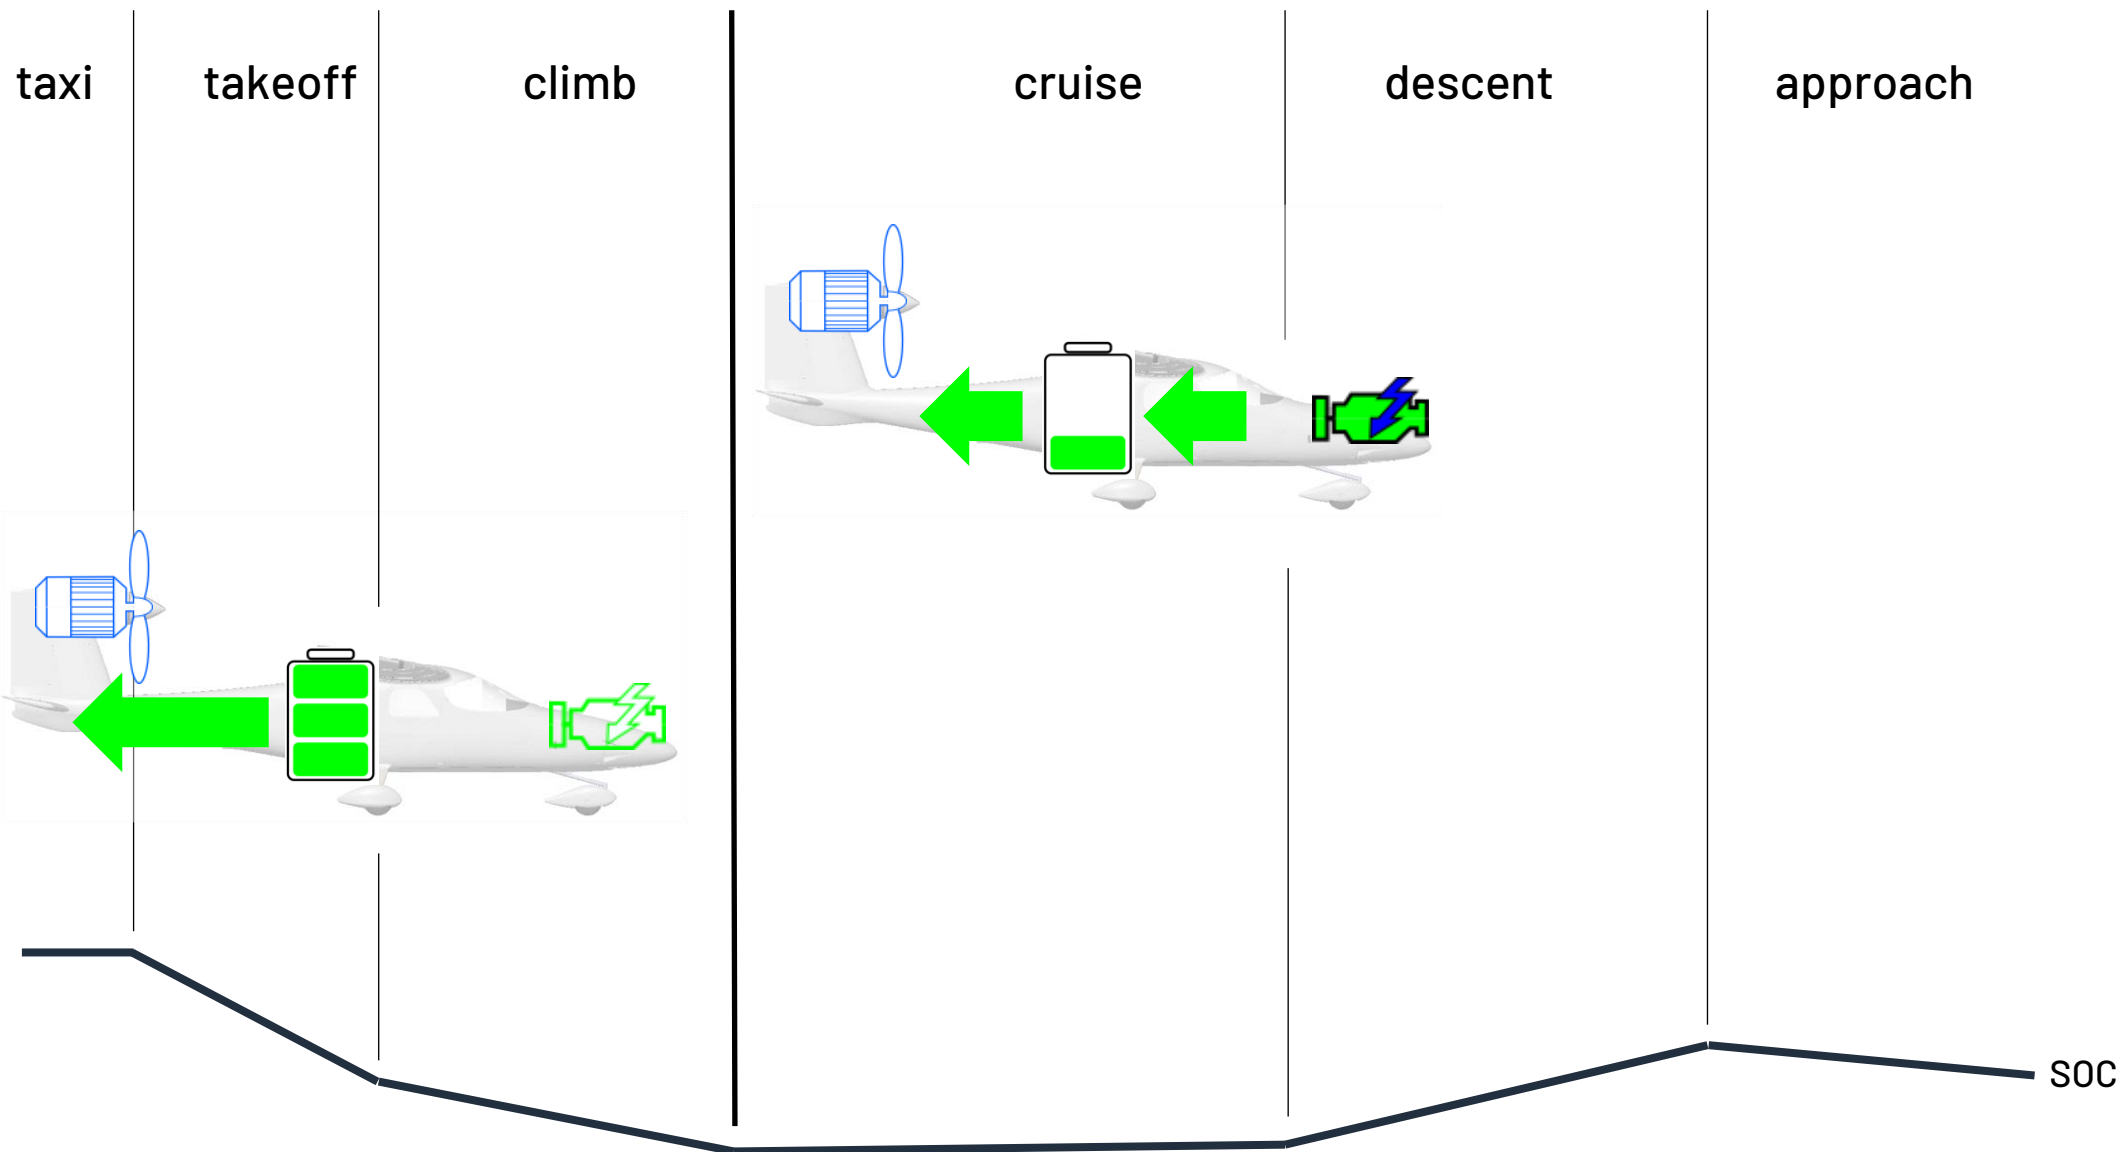 taxi
takeoff
climb
cruise
descent
approach
SOC